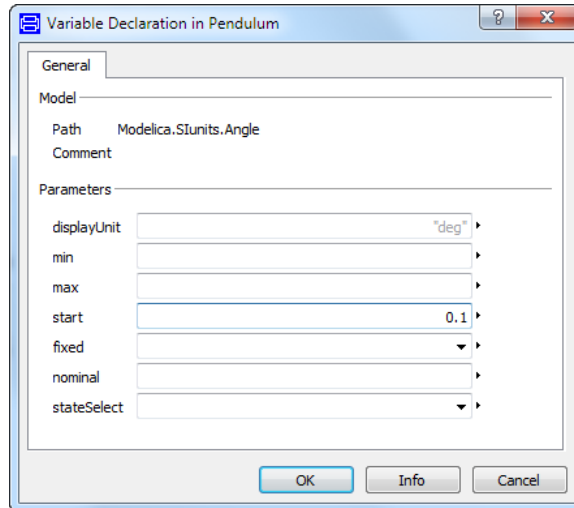 Variable Declaration in Pendulum
General
Model
Path Modelica.SIunits.Angle
Comment
Parameters
displayUnit "deg"
min
max
start 0.1
fixed
nominal
stateSelect
OK Info Cancel